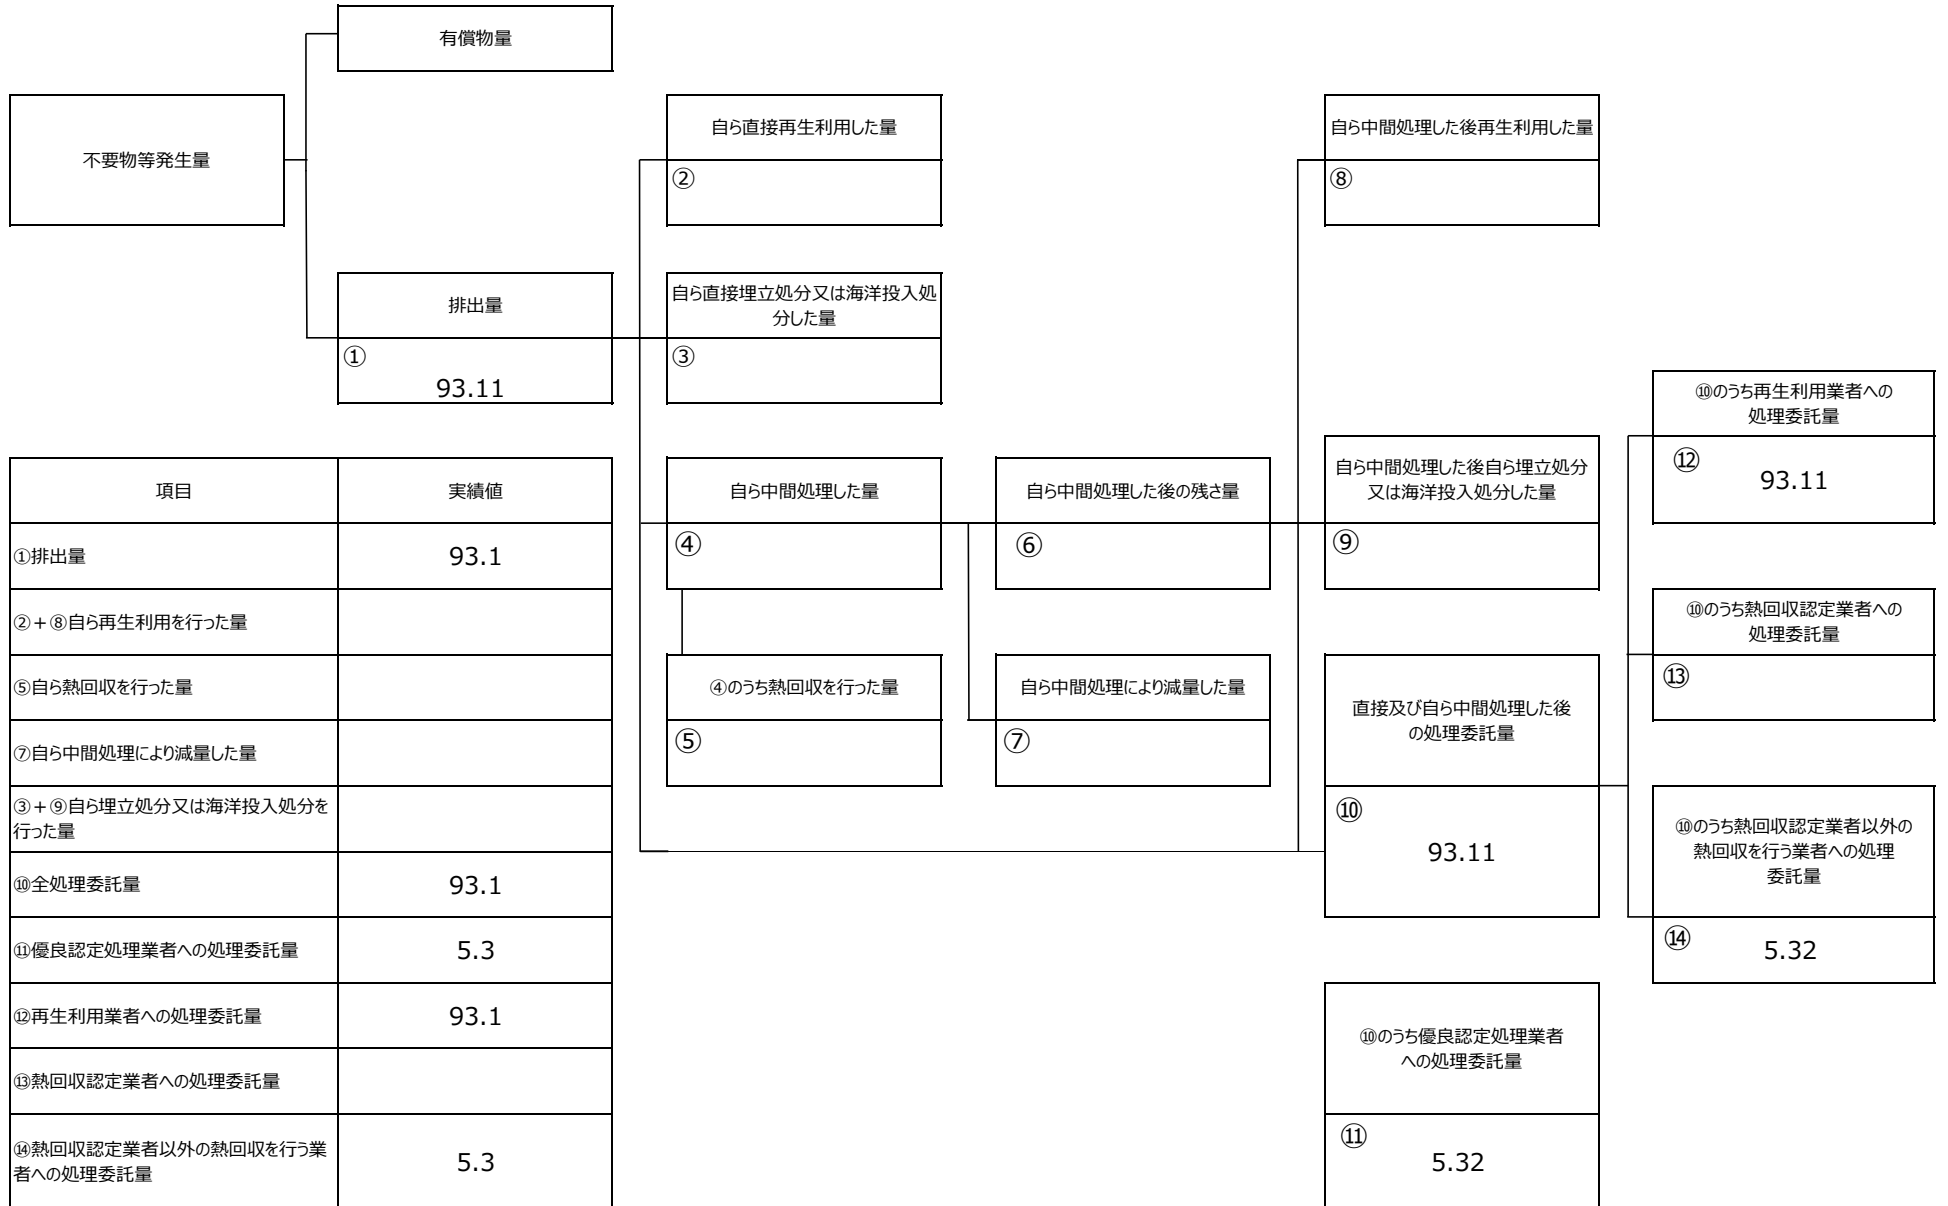 有償物量
不要物等発生量
自ら直接再生利用した量
②
自ら中間処理した後再生利用した量
⑧
排出量
①
93.11
自ら直接埋立処分又は海洋投入処
分した量
③
自ら中間処理した量
④
自ら中間処理した後の残さ量
⑥
自ら中間処理した後自ら埋立処分
又は海洋投入処分した量
⑨
④のうち熱回収を行った量
⑤
自ら中間処理により減量した量
⑦
直接及び自ら中間処理した後
の処理委託量
⑩
93.11
⑩のうち再生利用業者への
処理委託量
⑫
93.11
⑩のうち熱回収認定業者への
処理委託量
⑬
⑩のうち熱回収認定業者以外の
熱回収を行う業者への処理
委託量
⑭
5.32
⑩のうち優良認定処理業者
への処理委託量
⑪
5.32
項目 実績値
①排出量 93.1
②+⑧自ら再生利用を行った量
⑤自ら熱回収を行った量
⑦自ら中間処理により減量した量
③+⑨自ら埋立処分又は海洋投入処分を
行った量
⑩全処理委託量 93.1
⑪優良認定処理業者への処理委託量 5.3
⑫再生利用業者への処理委託量 93.1
⑬熱回収認定業者への処理委託量
⑭熱回収認定業者以外の熱回収を行う業
者への処理委託量 5.3